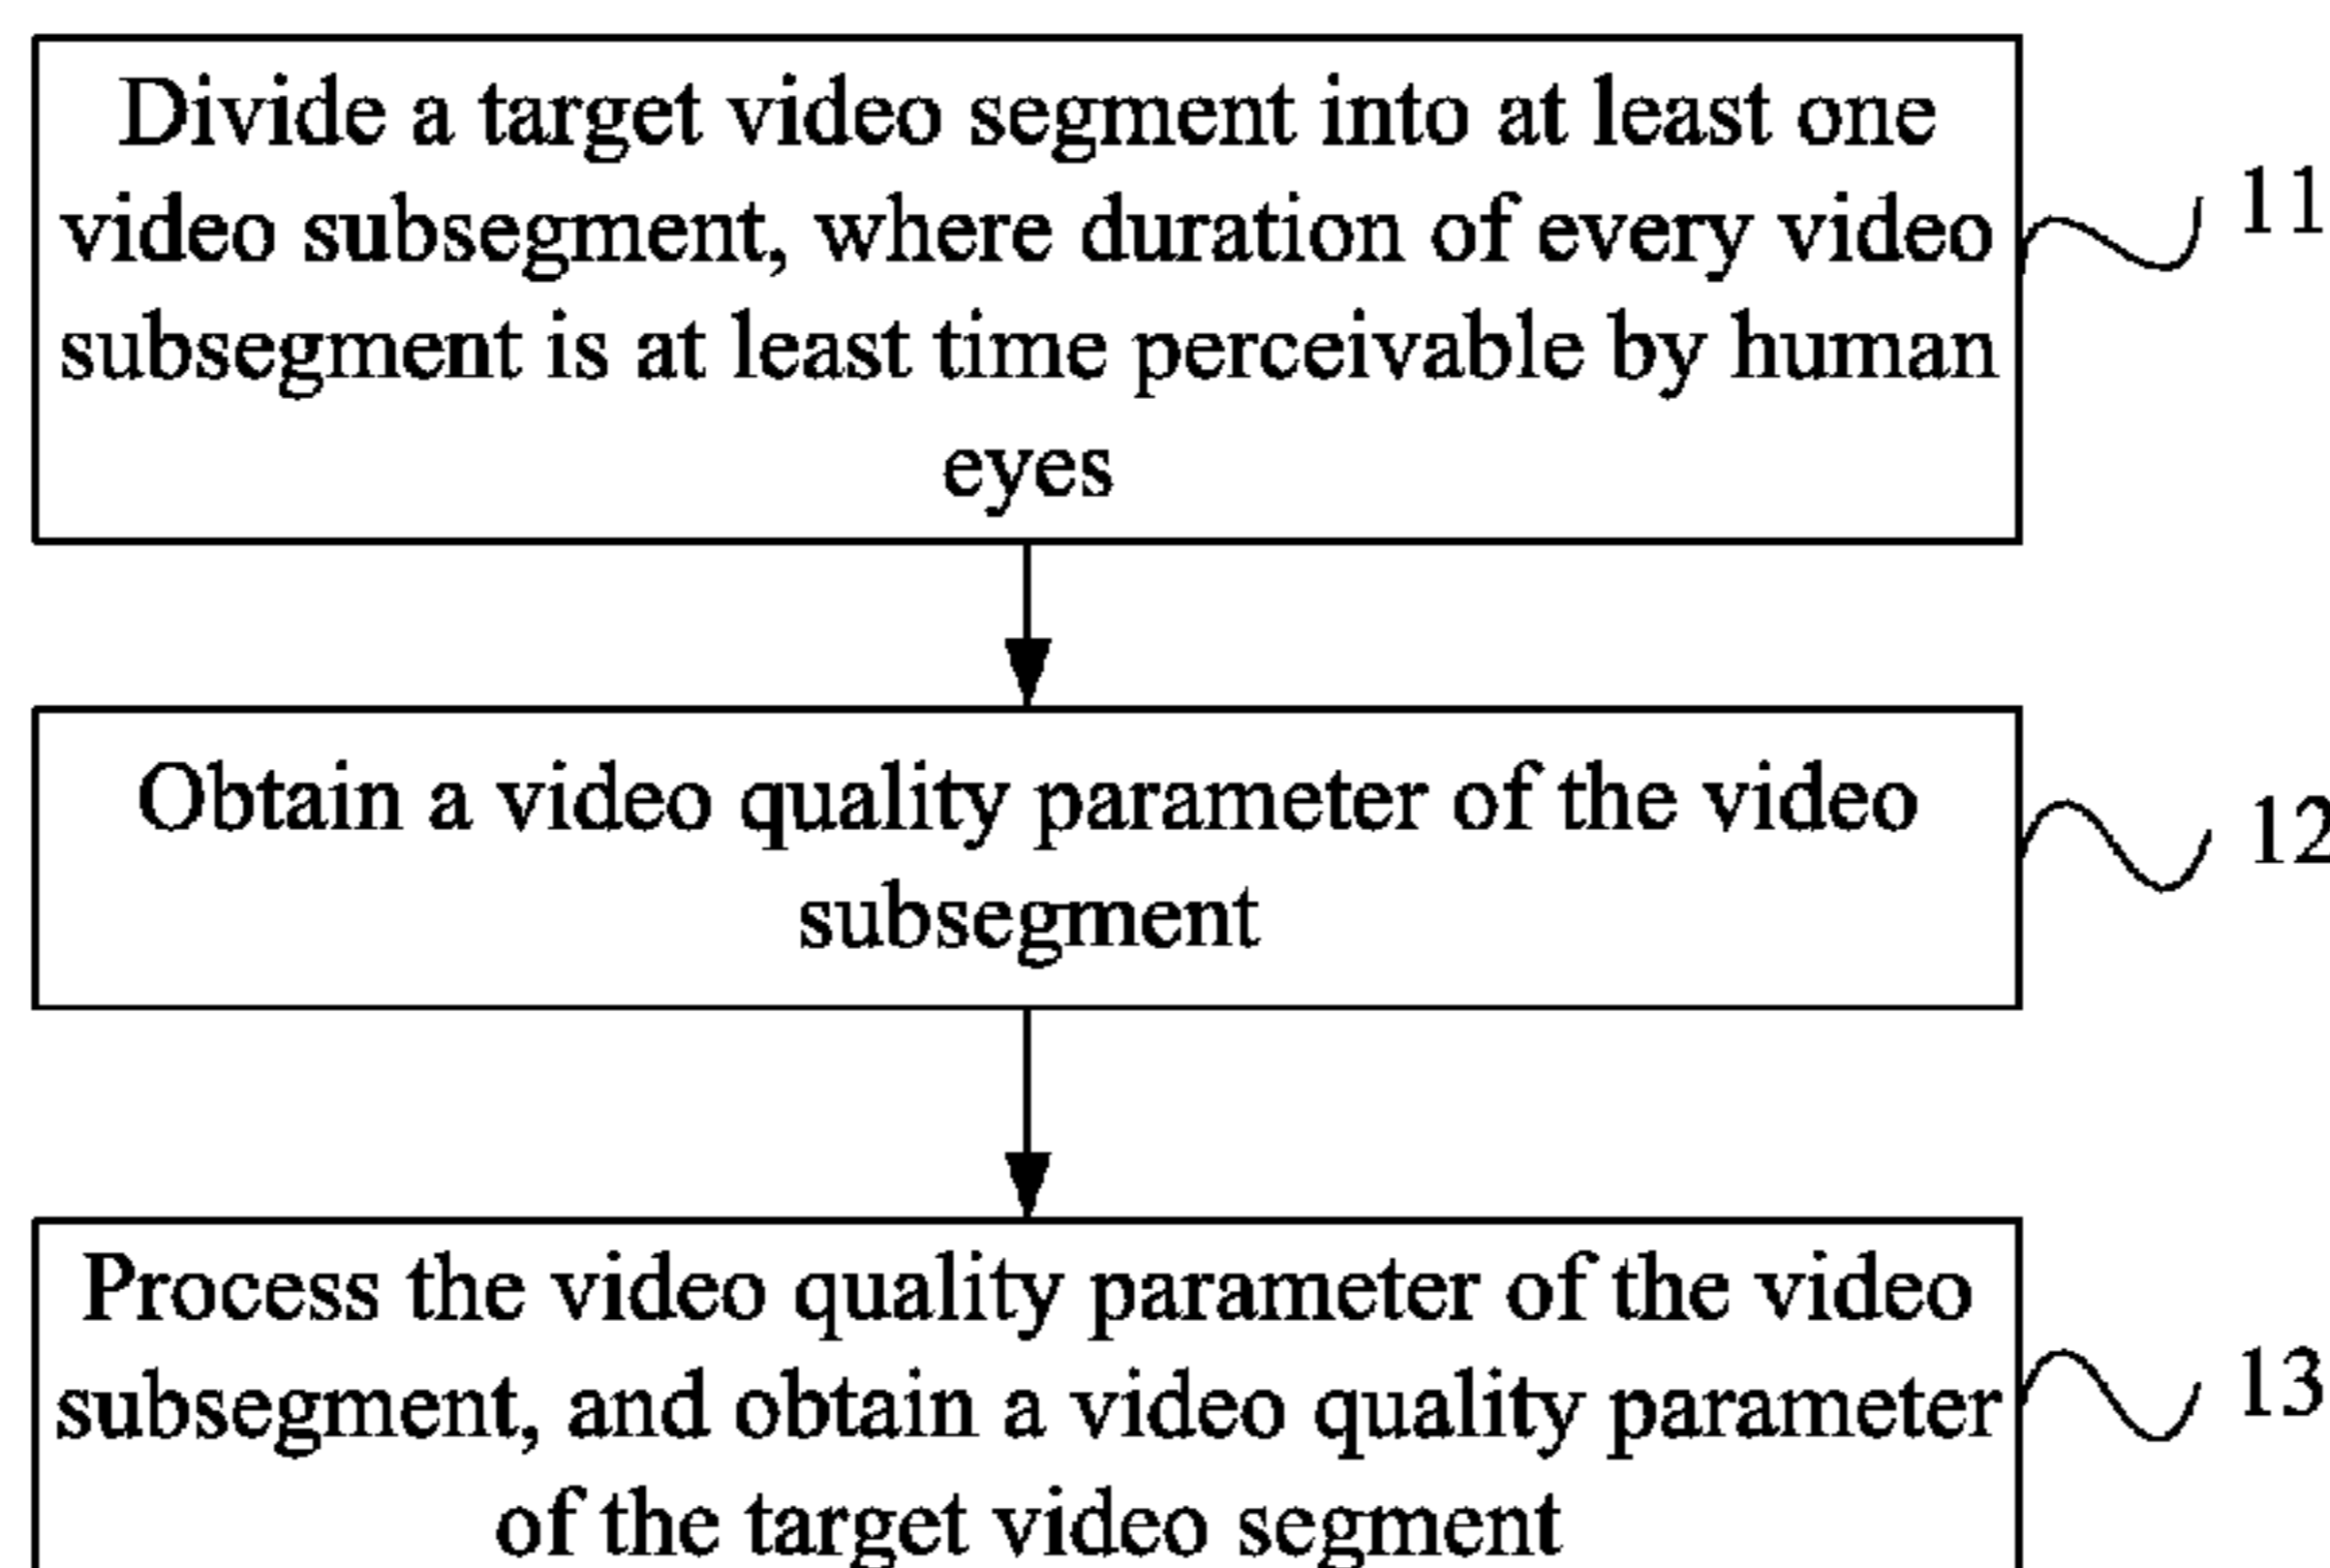 Divide a target video segment into at least one
video subsegment, where duration of every video
subsegment is at least time perceivable by human
eyes
11
Obtain a video quality parameter of the video
subsegment
12
Process the video quality parameter of the video
subsegment, and obtain a video quality parameter
of the target video segment
13